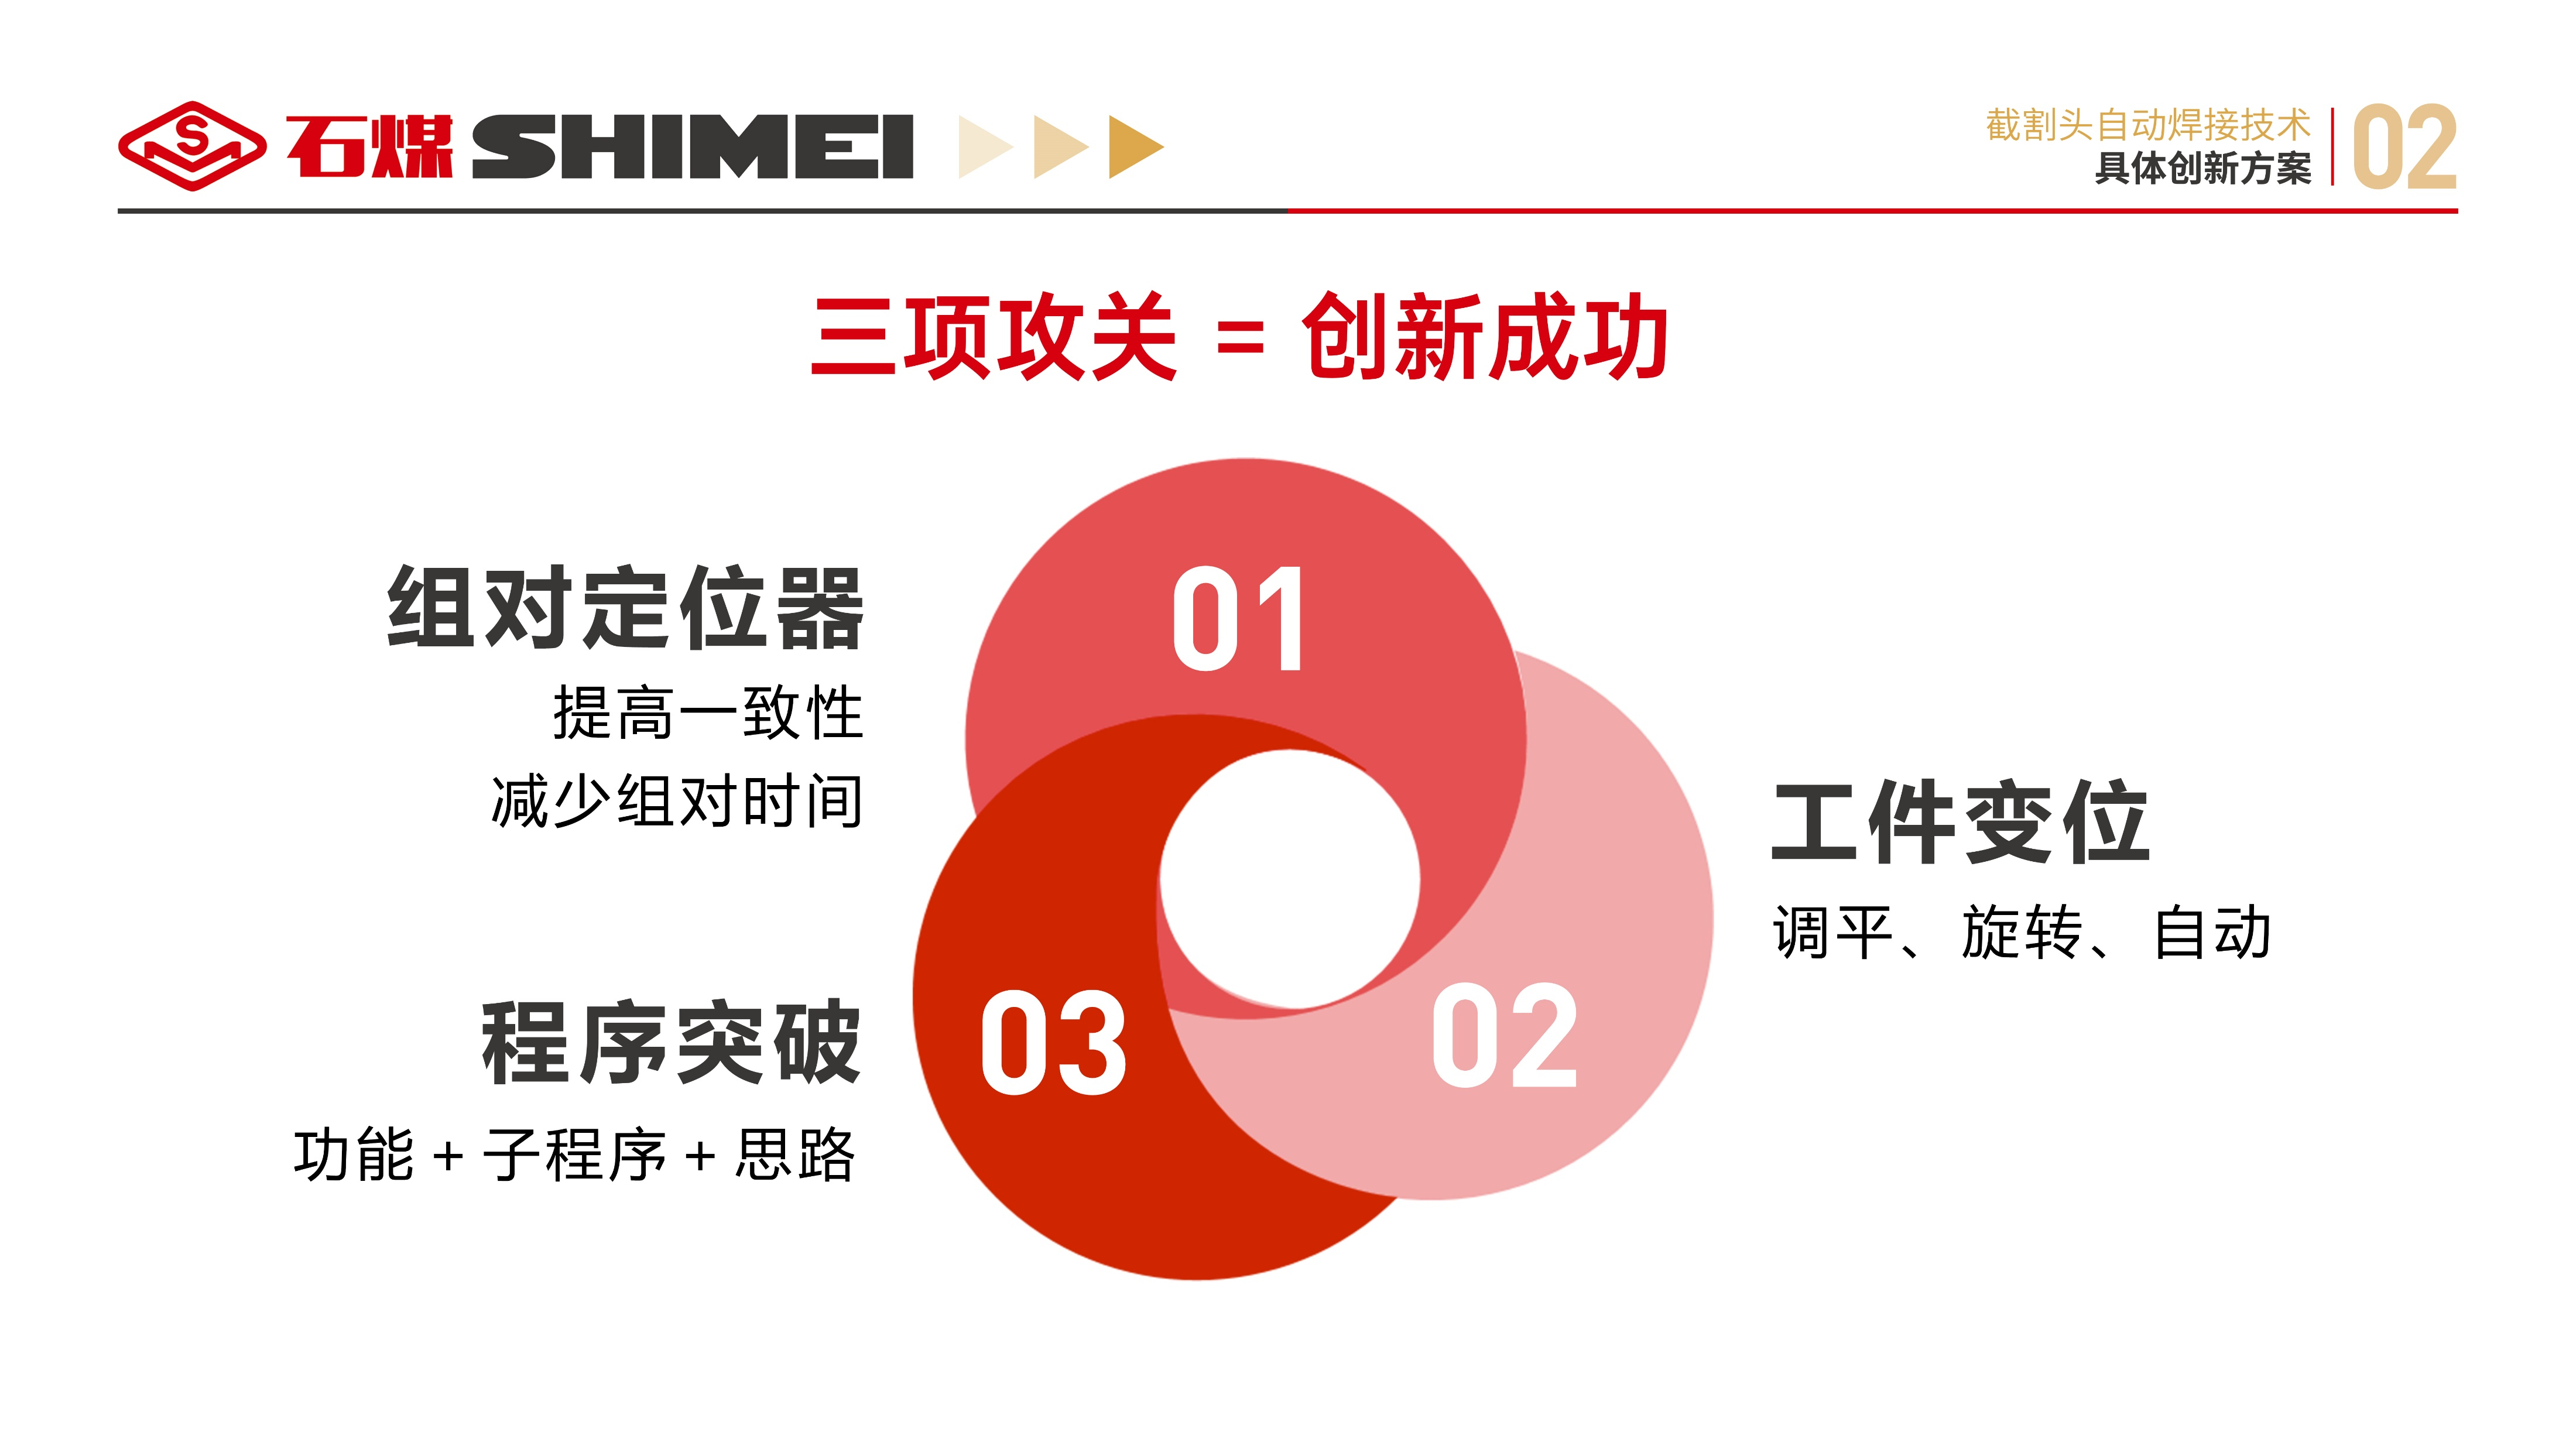 石煤 SHIMEI
截割头自动焊接技术
具体创新方案
02
三项攻关 = 创新成功
01
组对定位器
提高一致性
减少组对时间
工件变位
调平、旋转、自动
02
03
程序突破
功能 + 子程序 + 思路